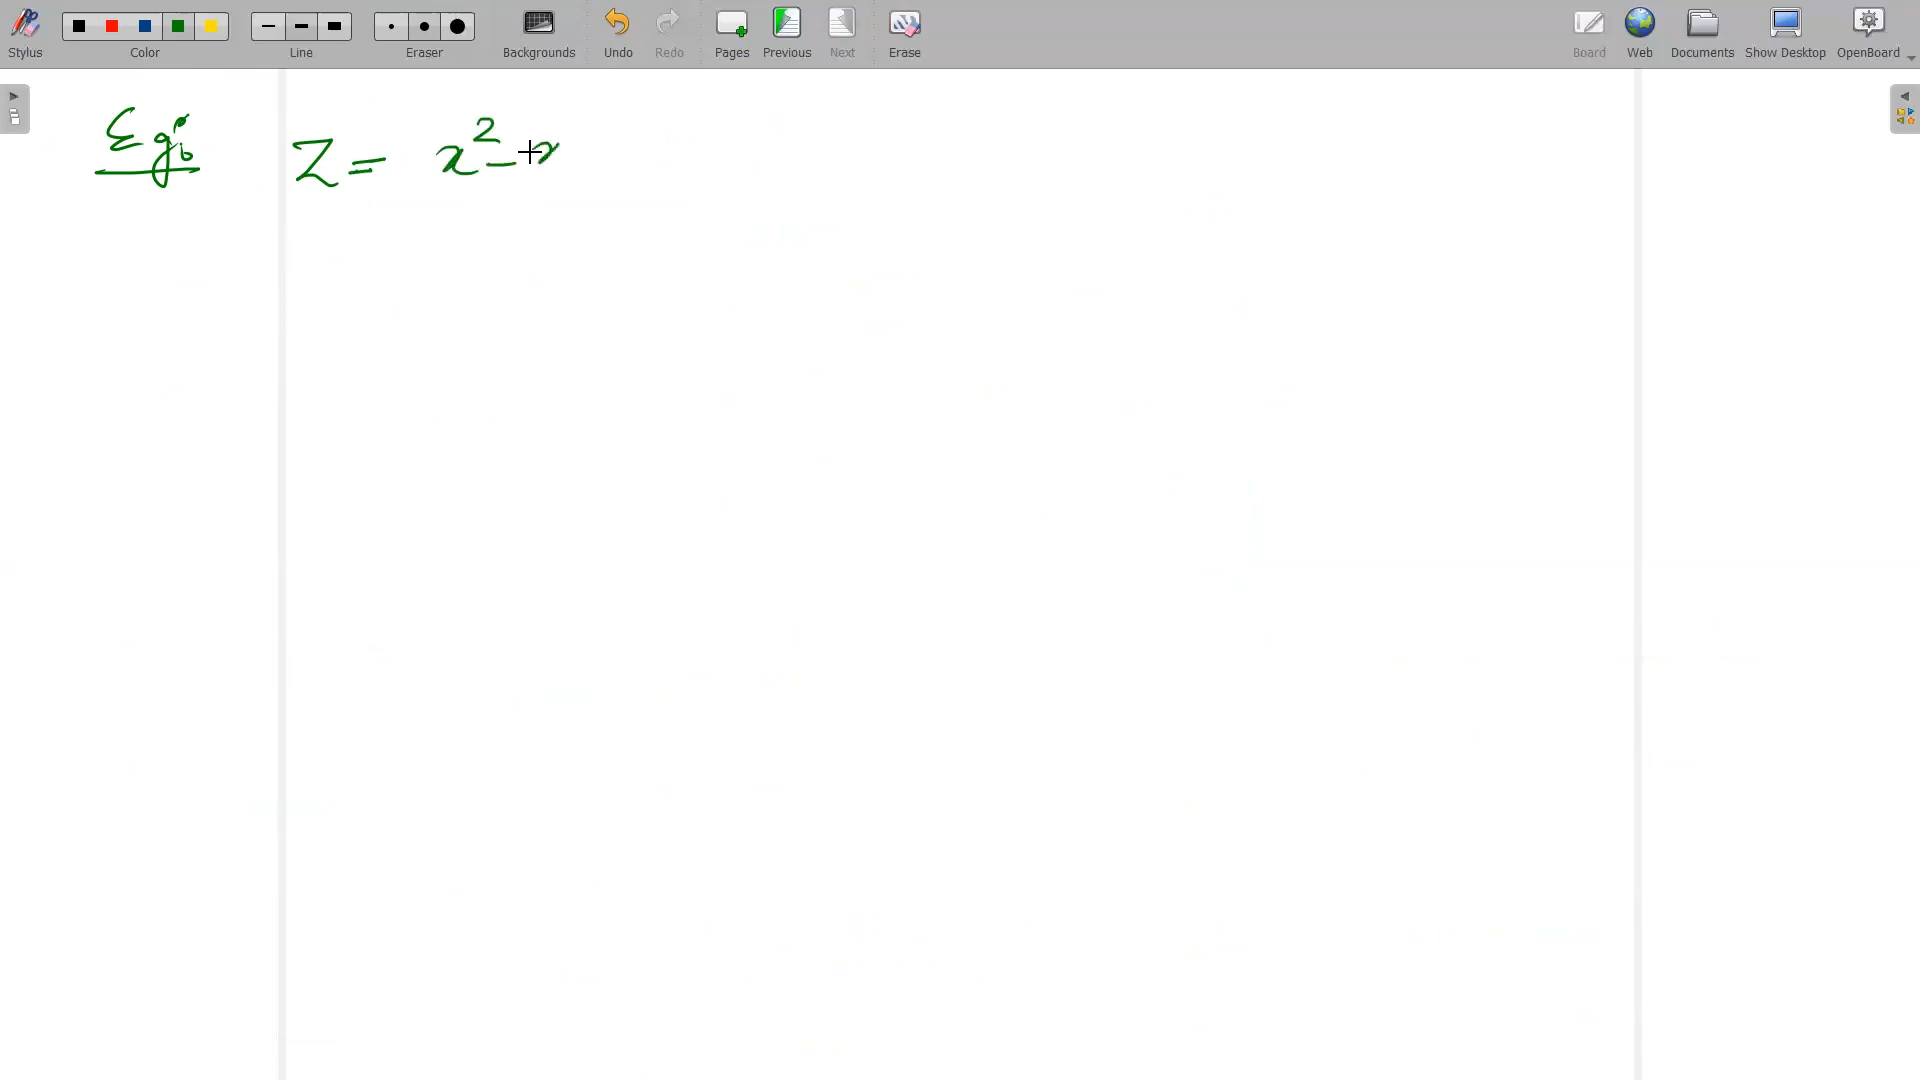 Stylus Color Line Eraser Backgrounds Undo Redo Pages Previous Next Erase Board Web Documents Show Desktop OpenBoard
Eg: Z = x² - x